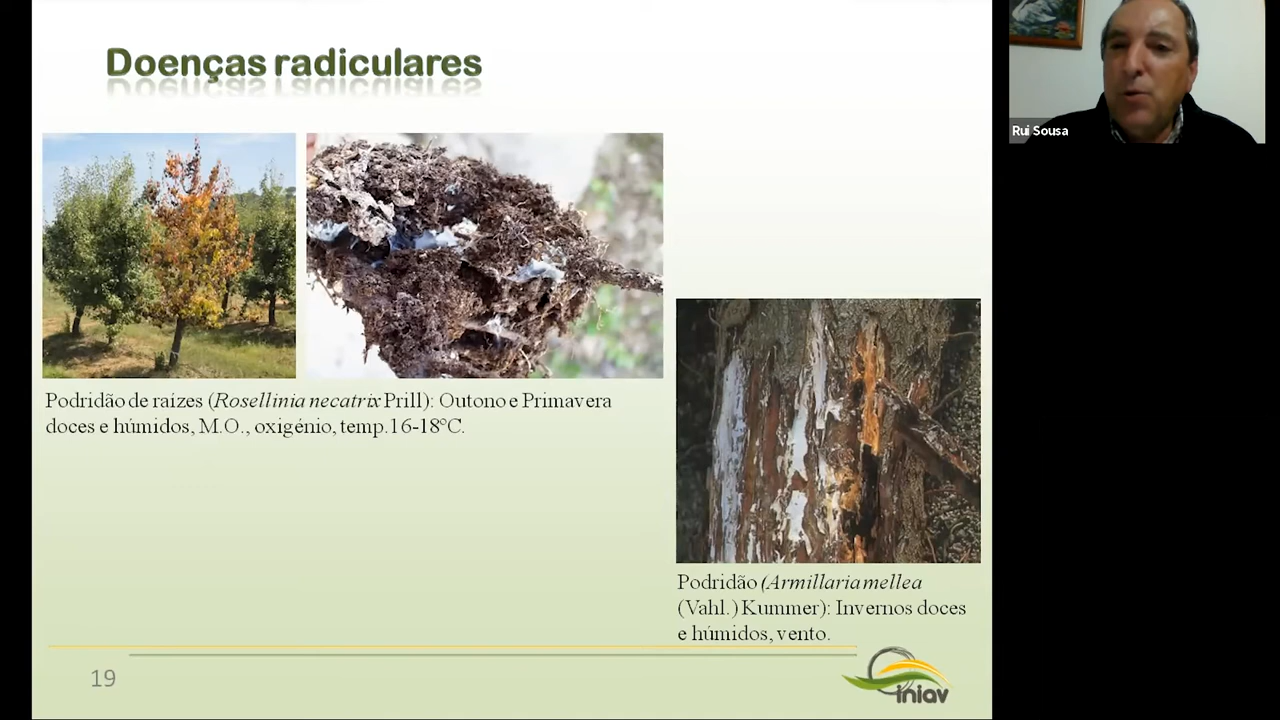 Doenças radiculares
Rui Sousa
Podridão de raízes (Rosellinia necatrix Prill): Outono e Primavera
doces e húmidos, M.O., oxigénio, temp.16-18°C.
Podridão (Armillaria mellea
(Vahl.) Kummer): Invernos doces
e húmidos, vento.
19
iniav